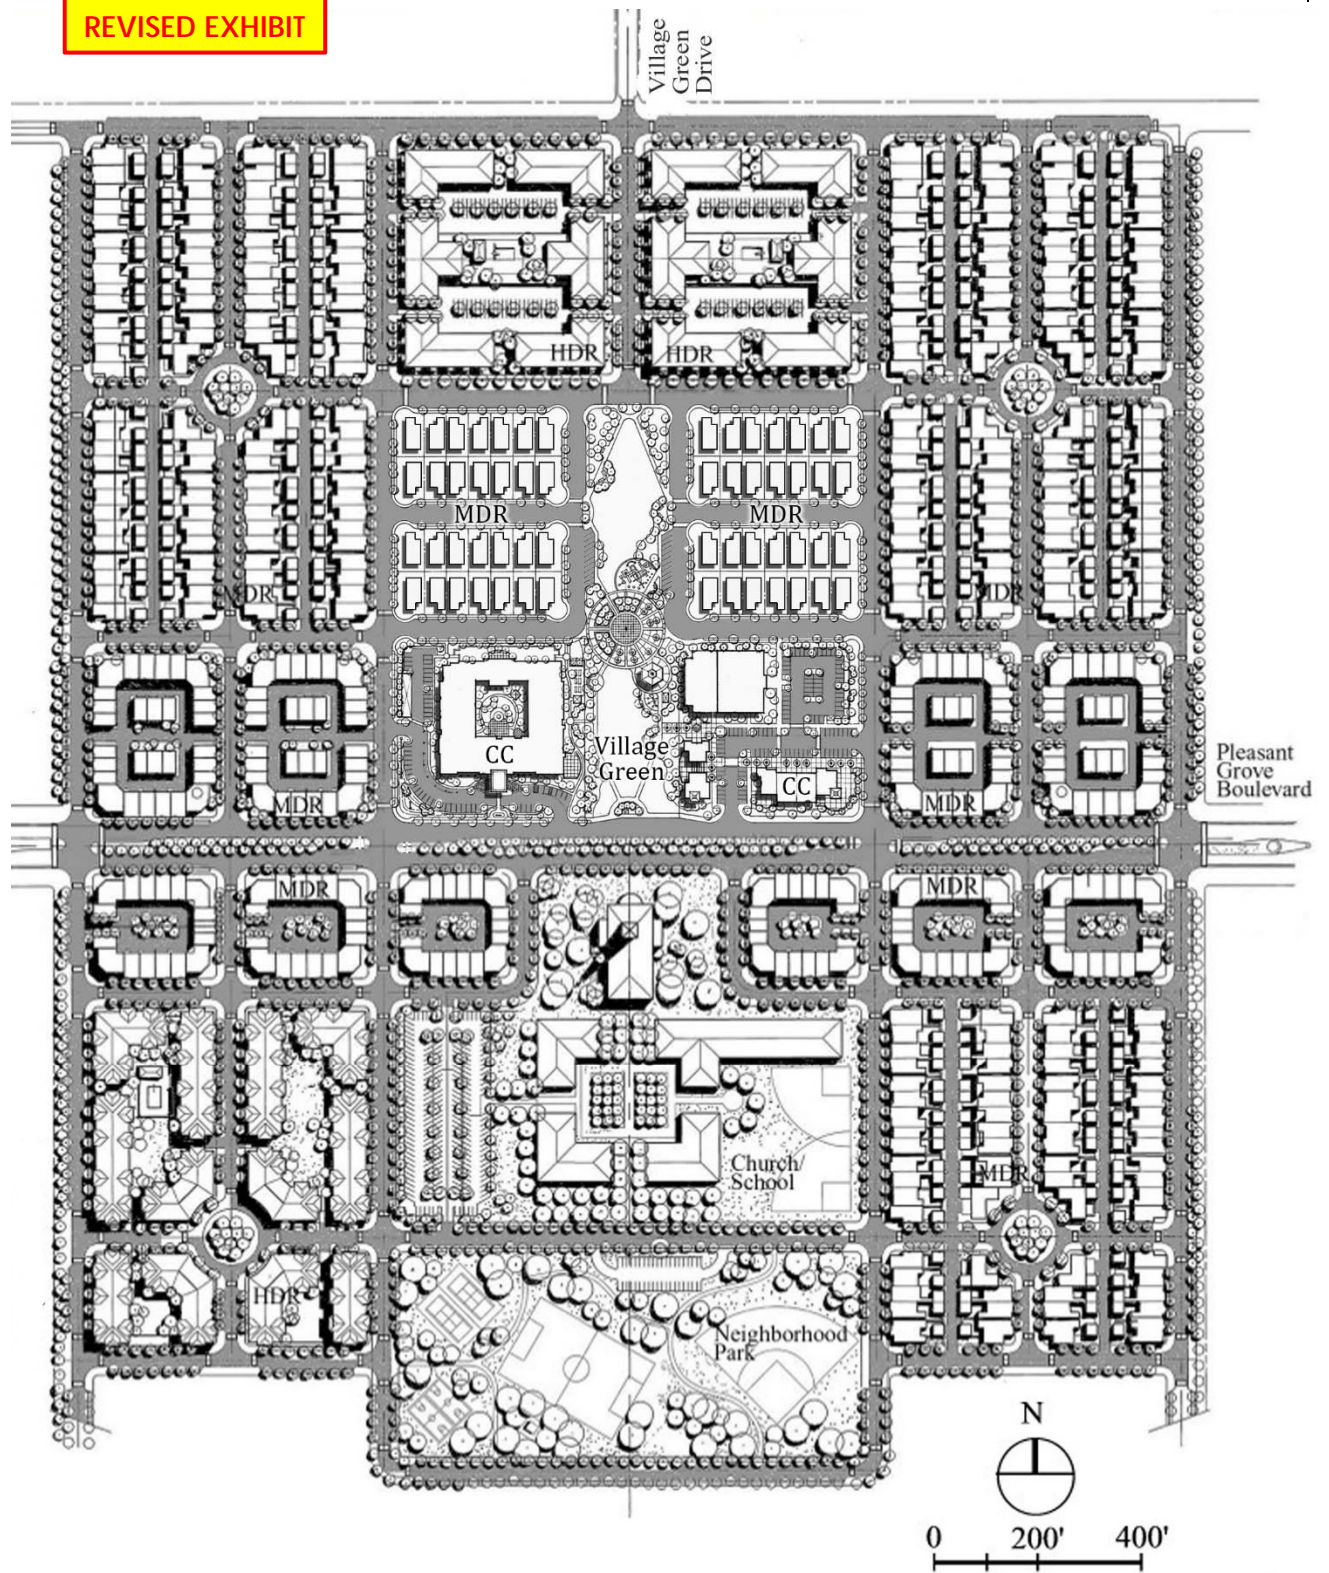 REVISED EXHIBIT
Village
Green
Drive
HDR
HDR
MDR
MDR
MDR
MDR
CC
Village
Green
CC
Pleasant
Grove
Boulevard
MDR
MDR
MDR
MDR
Church/
School
MDR
HDR
Neighborhood
Park
N
0
200'
400'